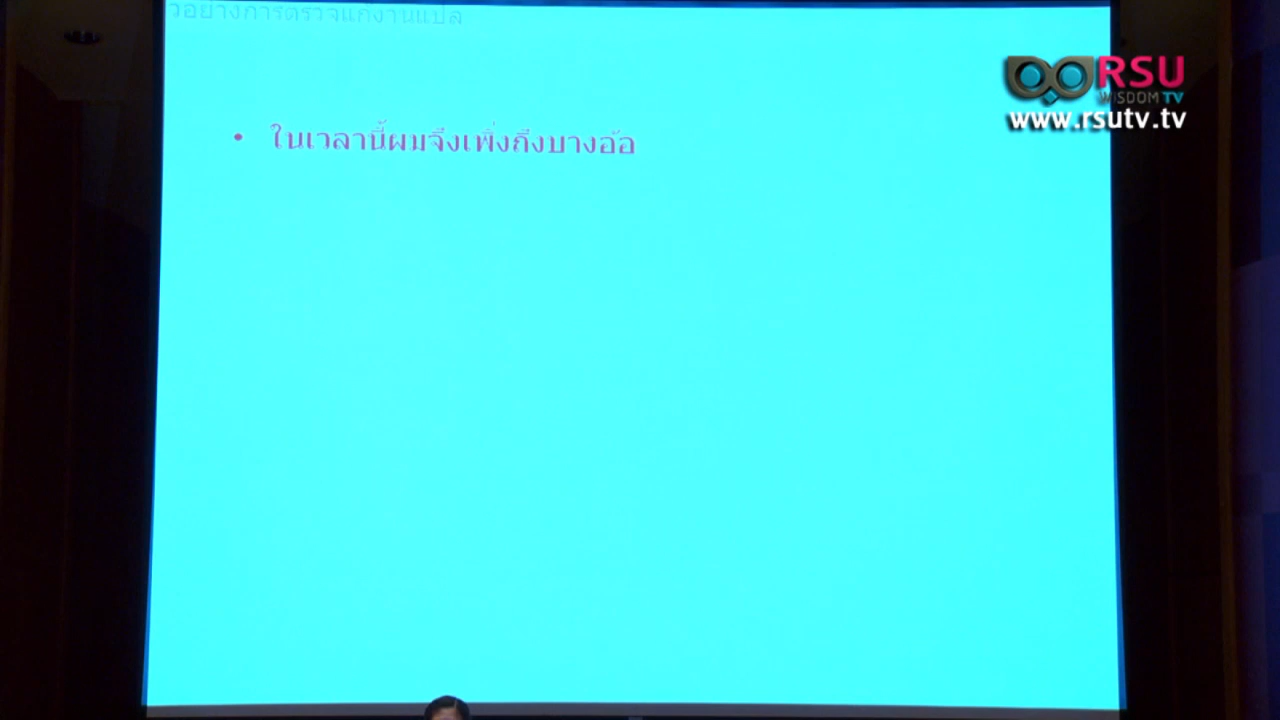 วอย่างการตรวจแก้งานแปล
RSU
WISDOM TV
www.rsutv.tv
• ในเวลานี้ผมจึงเพิ่งถึงบางอ้อ